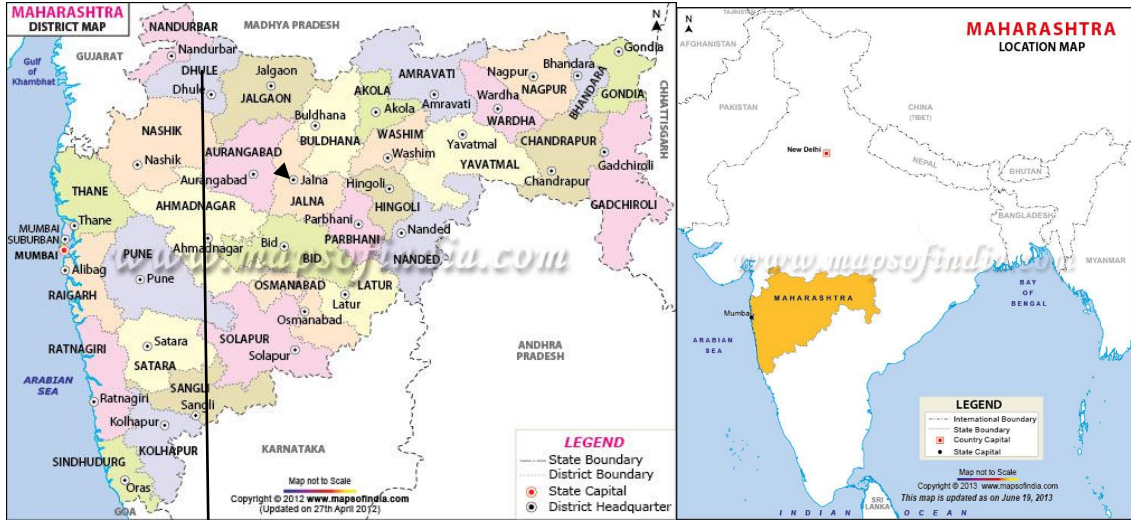 MAHARASHTRA
DISTRICT MAP
MADHYA PRADESH
N
GUJARAT
Gulf
of
Khambhat
NANDURBAR
Nandurbar
DHULE
Dhule
Jalgaon
JALGAON
Buldhana
BULDHANA
AKOLA
Akola
AMRAVATI
Amravati
WASHIM
Washim
Nagpur
NAGPUR
Wardha
WARDHA
Bhandara
BHANDARA
Gondia
GONDIA
CHHATTISGARH
Yavatmal
YAVATMAL
CHANDRAPUR
Chandrapur
Gadchiroli
GADCHIROLI
NASHIK
Nashik
AURANGABAD
Aurangabad
Jalna
JALNA
Hingoli
HINGOLI
Parbhani
PARBHANI
Nanded
NANDED
THANE
Thane
MUMBAI
SUBURBAN
MUMBAI
AHMADNAGAR
Ahmadnagar
Bid
BID
www.mapsofindia.com
PUNE
Pune
Alibag
RAIGARH
OSMANABAD
Osmanabad
LATUR
Latur
SOLAPUR
Solapur
RATNAGIRI
Ratnagiri
Satara
SATARA
SANGLI
Sangli
ARABIAN
SEA
Kolhapur
KOLHAPUR
SINDHUDURG
Oras
GOA
KARNATAKA
ANDHRA
PRADESH
Map not to Scale
Copyright © 2012 www.mapsofindia.com
(Updated on 27th April 2012)
LEGEND
State Boundary
District Boundary
State Capital
District Headquarter
MAHARASHTRA
LOCATION MAP
N
TAJIKISTAN
AFGHANISTAN
PAKISTAN
CHINA
(TIBET)
New Delhi
NEPAL
BHUTAN
BANGLADESH
MYANMAR
www.mapsofindia.com
MAHARASHTRA
Mumbai
ARABIAN
SEA
BAY
OF
BENGAL
LEGEND
International Boundary
State Boundary
Country Capital
State Capital
Map not to Scale
Copyright © 2013 www.mapsofindia.com
This map is updated as on June 19, 2013
SRI
LANKA
INDIAN OCEAN